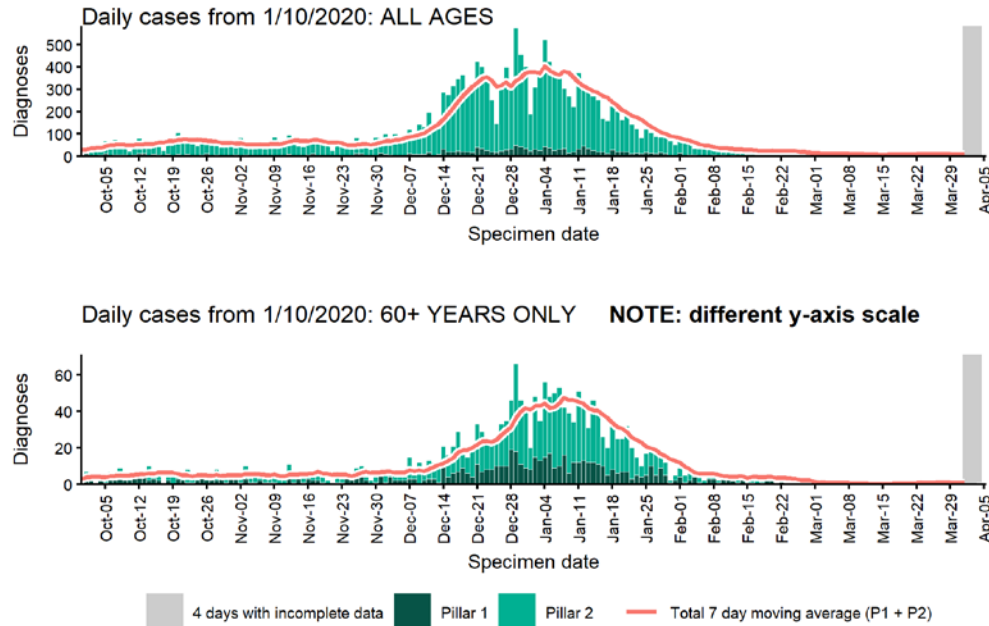 Daily cases from 1/10/2020: ALL AGES
Diagnoses
500
400
300
200
100
0
Oct-05
Oct-12
Oct-19
Oct-26
Nov-02
Nov-09
Nov-16
Nov-23
Nov-30
Dec-07
Dec-14
Dec-21
Dec-28
Jan-04
Jan-11
Jan-18
Jan-25
Feb-01
Feb-08
Feb-15
Feb-22
Mar-01
Mar-08
Mar-15
Mar-22
Mar-29
Apr-05
Specimen date
Daily cases from 1/10/2020: 60+ YEARS ONLY NOTE: different y-axis scale
Diagnoses
60
40
20
0
Oct-05
Oct-12
Oct-19
Oct-26
Nov-02
Nov-09
Nov-16
Nov-23
Nov-30
Dec-07
Dec-14
Dec-21
Dec-28
Jan-04
Jan-11
Jan-18
Jan-25
Feb-01
Feb-08
Feb-15
Feb-22
Mar-01
Mar-08
Mar-15
Mar-22
Mar-29
Apr-05
Specimen date
4 days with incomplete data Pillar 1 Pillar 2 Total 7 day moving average (P1 + P2)